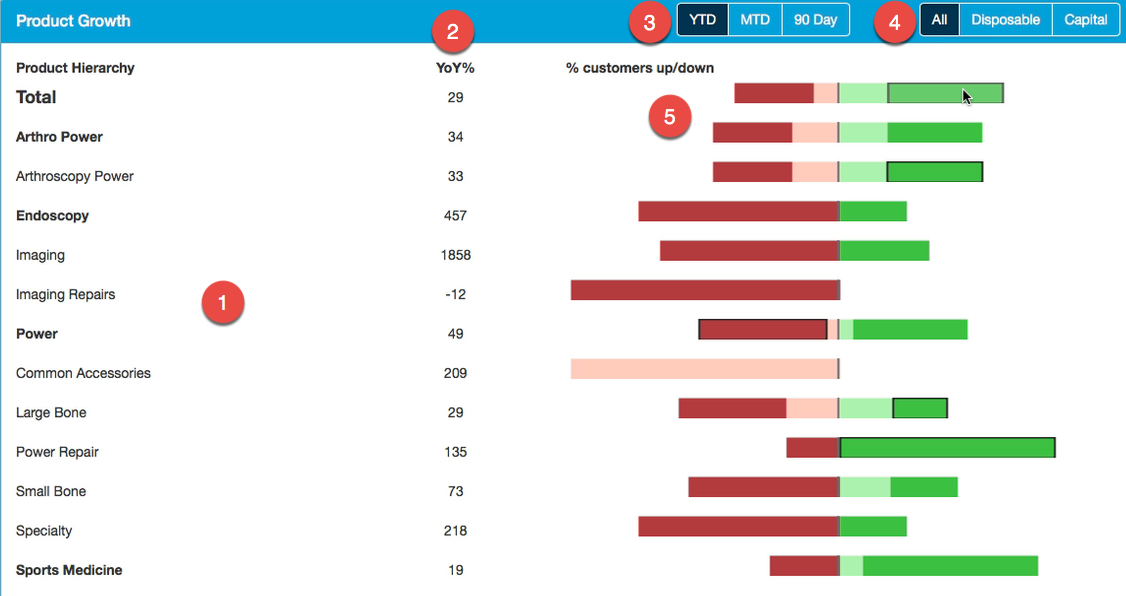 Product Growth 2 3 YTD MTD 90 Day 4 All Disposable Capital
Product Hierarchy YoY% % customers up/down
Total 29
5
Arthro Power 34
Arthroscopy Power 33
Endoscopy 457
Imaging 1858
Imaging Repairs -12
1
Power 49
Common Accessories 209
Large Bone 29
Power Repair 135
Small Bone 73
Specialty 218
Sports Medicine 19